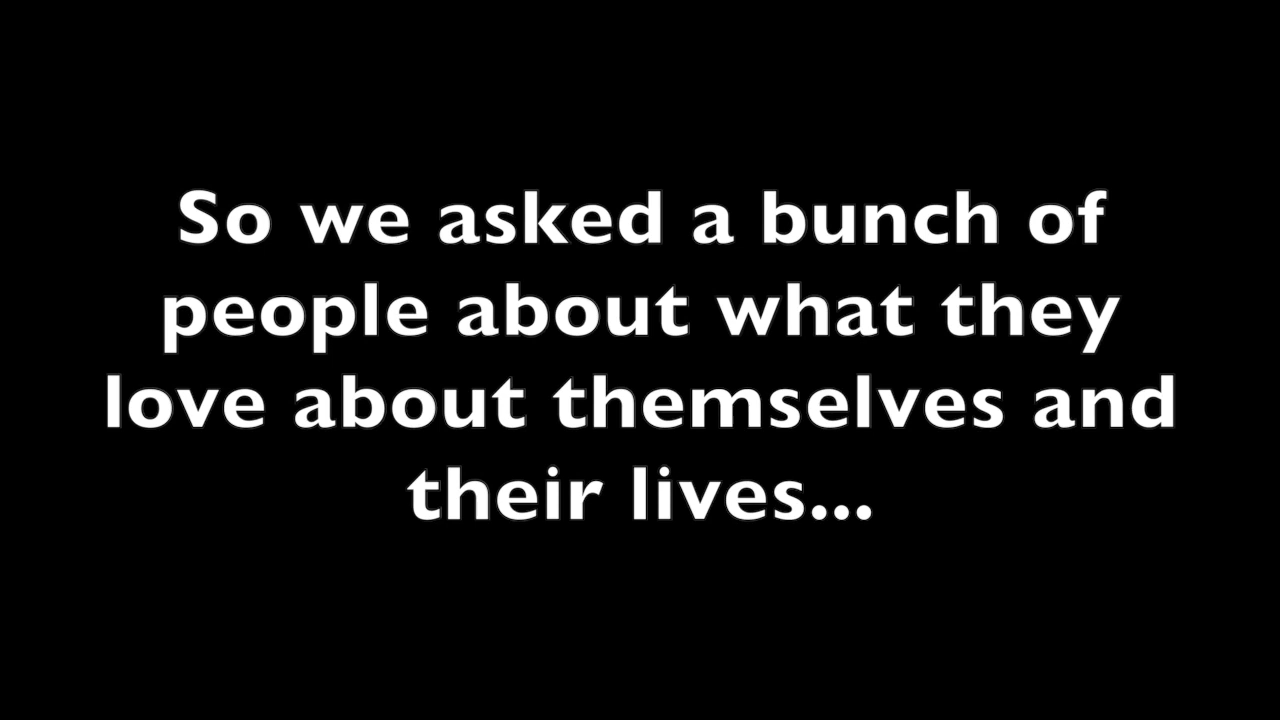 So we asked a bunch of
people about what they
love about themselves and
their lives...